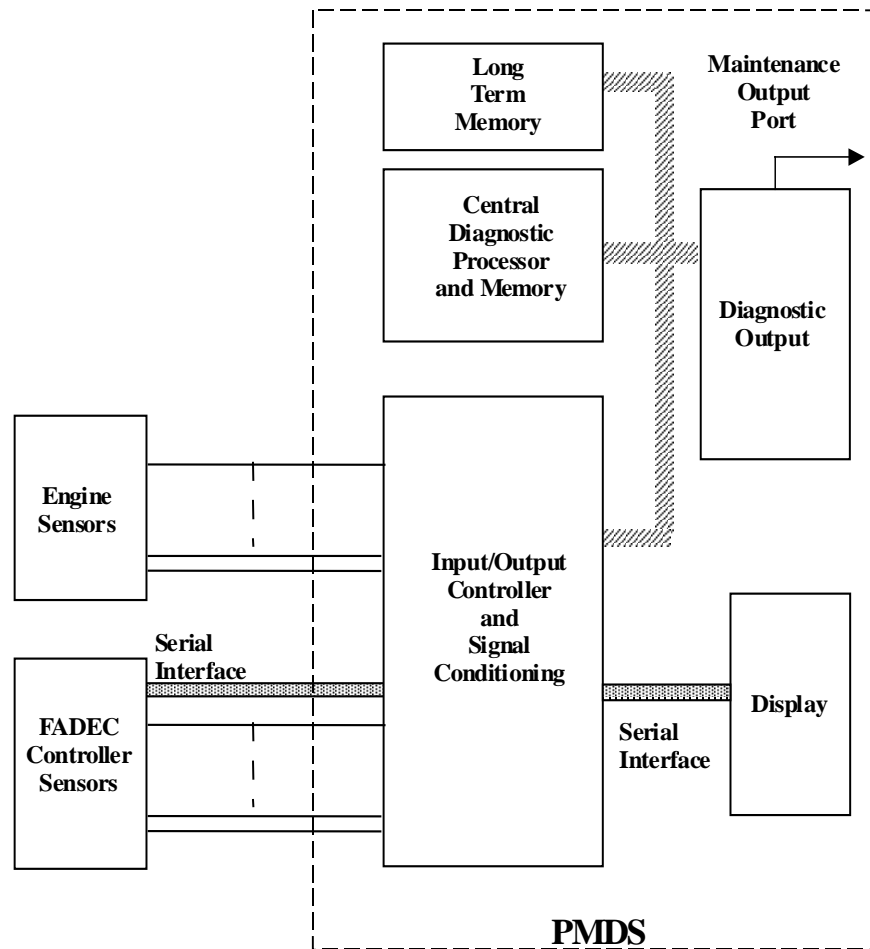 Long
Term
Memory
Maintenance
Output
Port
Central
Diagnostic
Processor
and Memory
Diagnostic
Output
Engine
Sensors
Input/Output
Controller
and
Signal
Conditioning
Serial
Interface
FADEC
Controller
Sensors
Display
Serial
Interface
PMDS